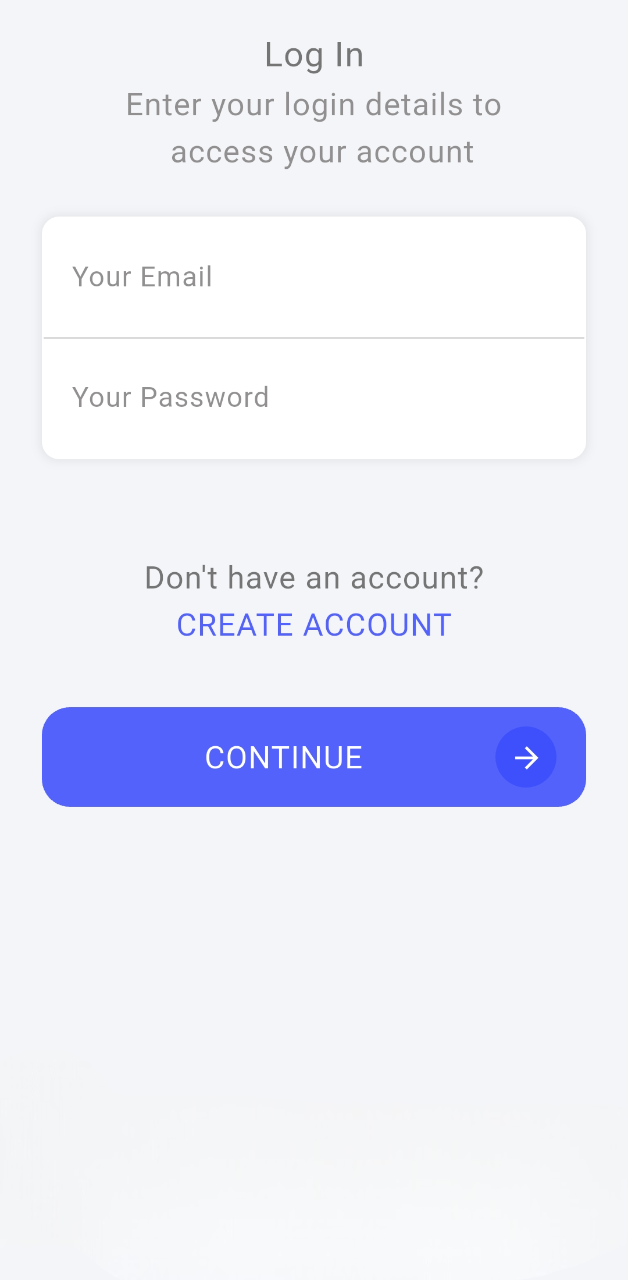 Log In
Enter your login details to
access your account
Your Email
Your Password
Don't have an account?
CREATE ACCOUNT
CONTINUE